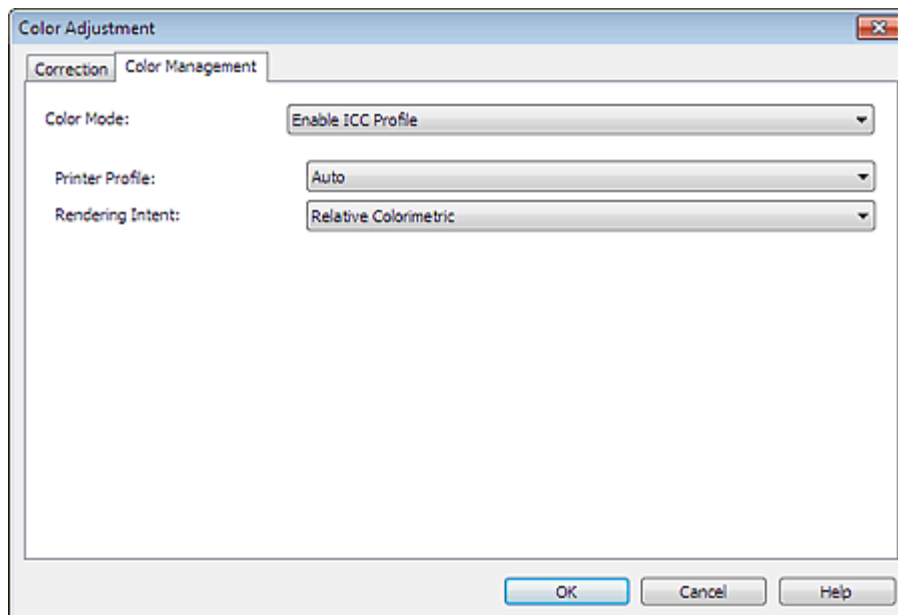 Color Adjustment
Correction Color Management
Color Mode: Enable ICC Profile
Printer Profile: Auto
Rendering Intent: Relative Colorimetric
OK Cancel Help